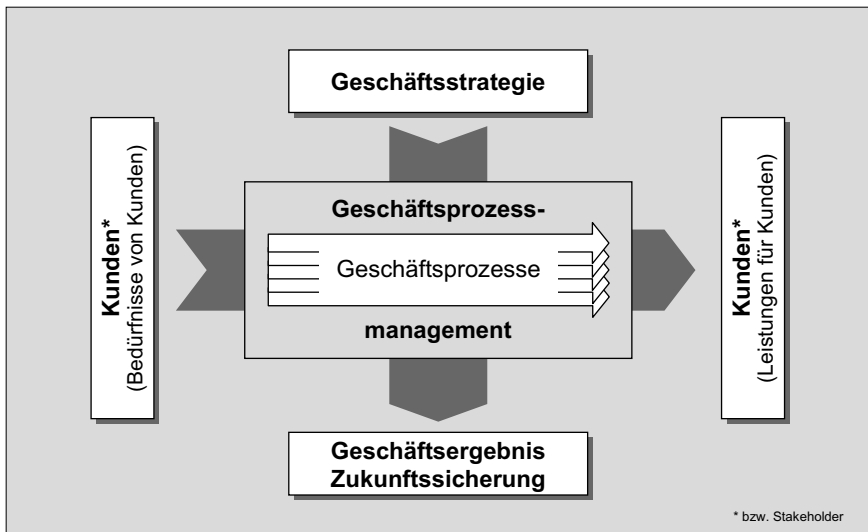 Geschäftsstrategie
Kunden*
(Bedürfnisse von Kunden)
Geschäftsprozess-
Geschäftsprozesse
management
Kunden*
(Leistungen für Kunden)
Geschäftsergebnis
Zukunftssicherung
* bzw. Stakeholder